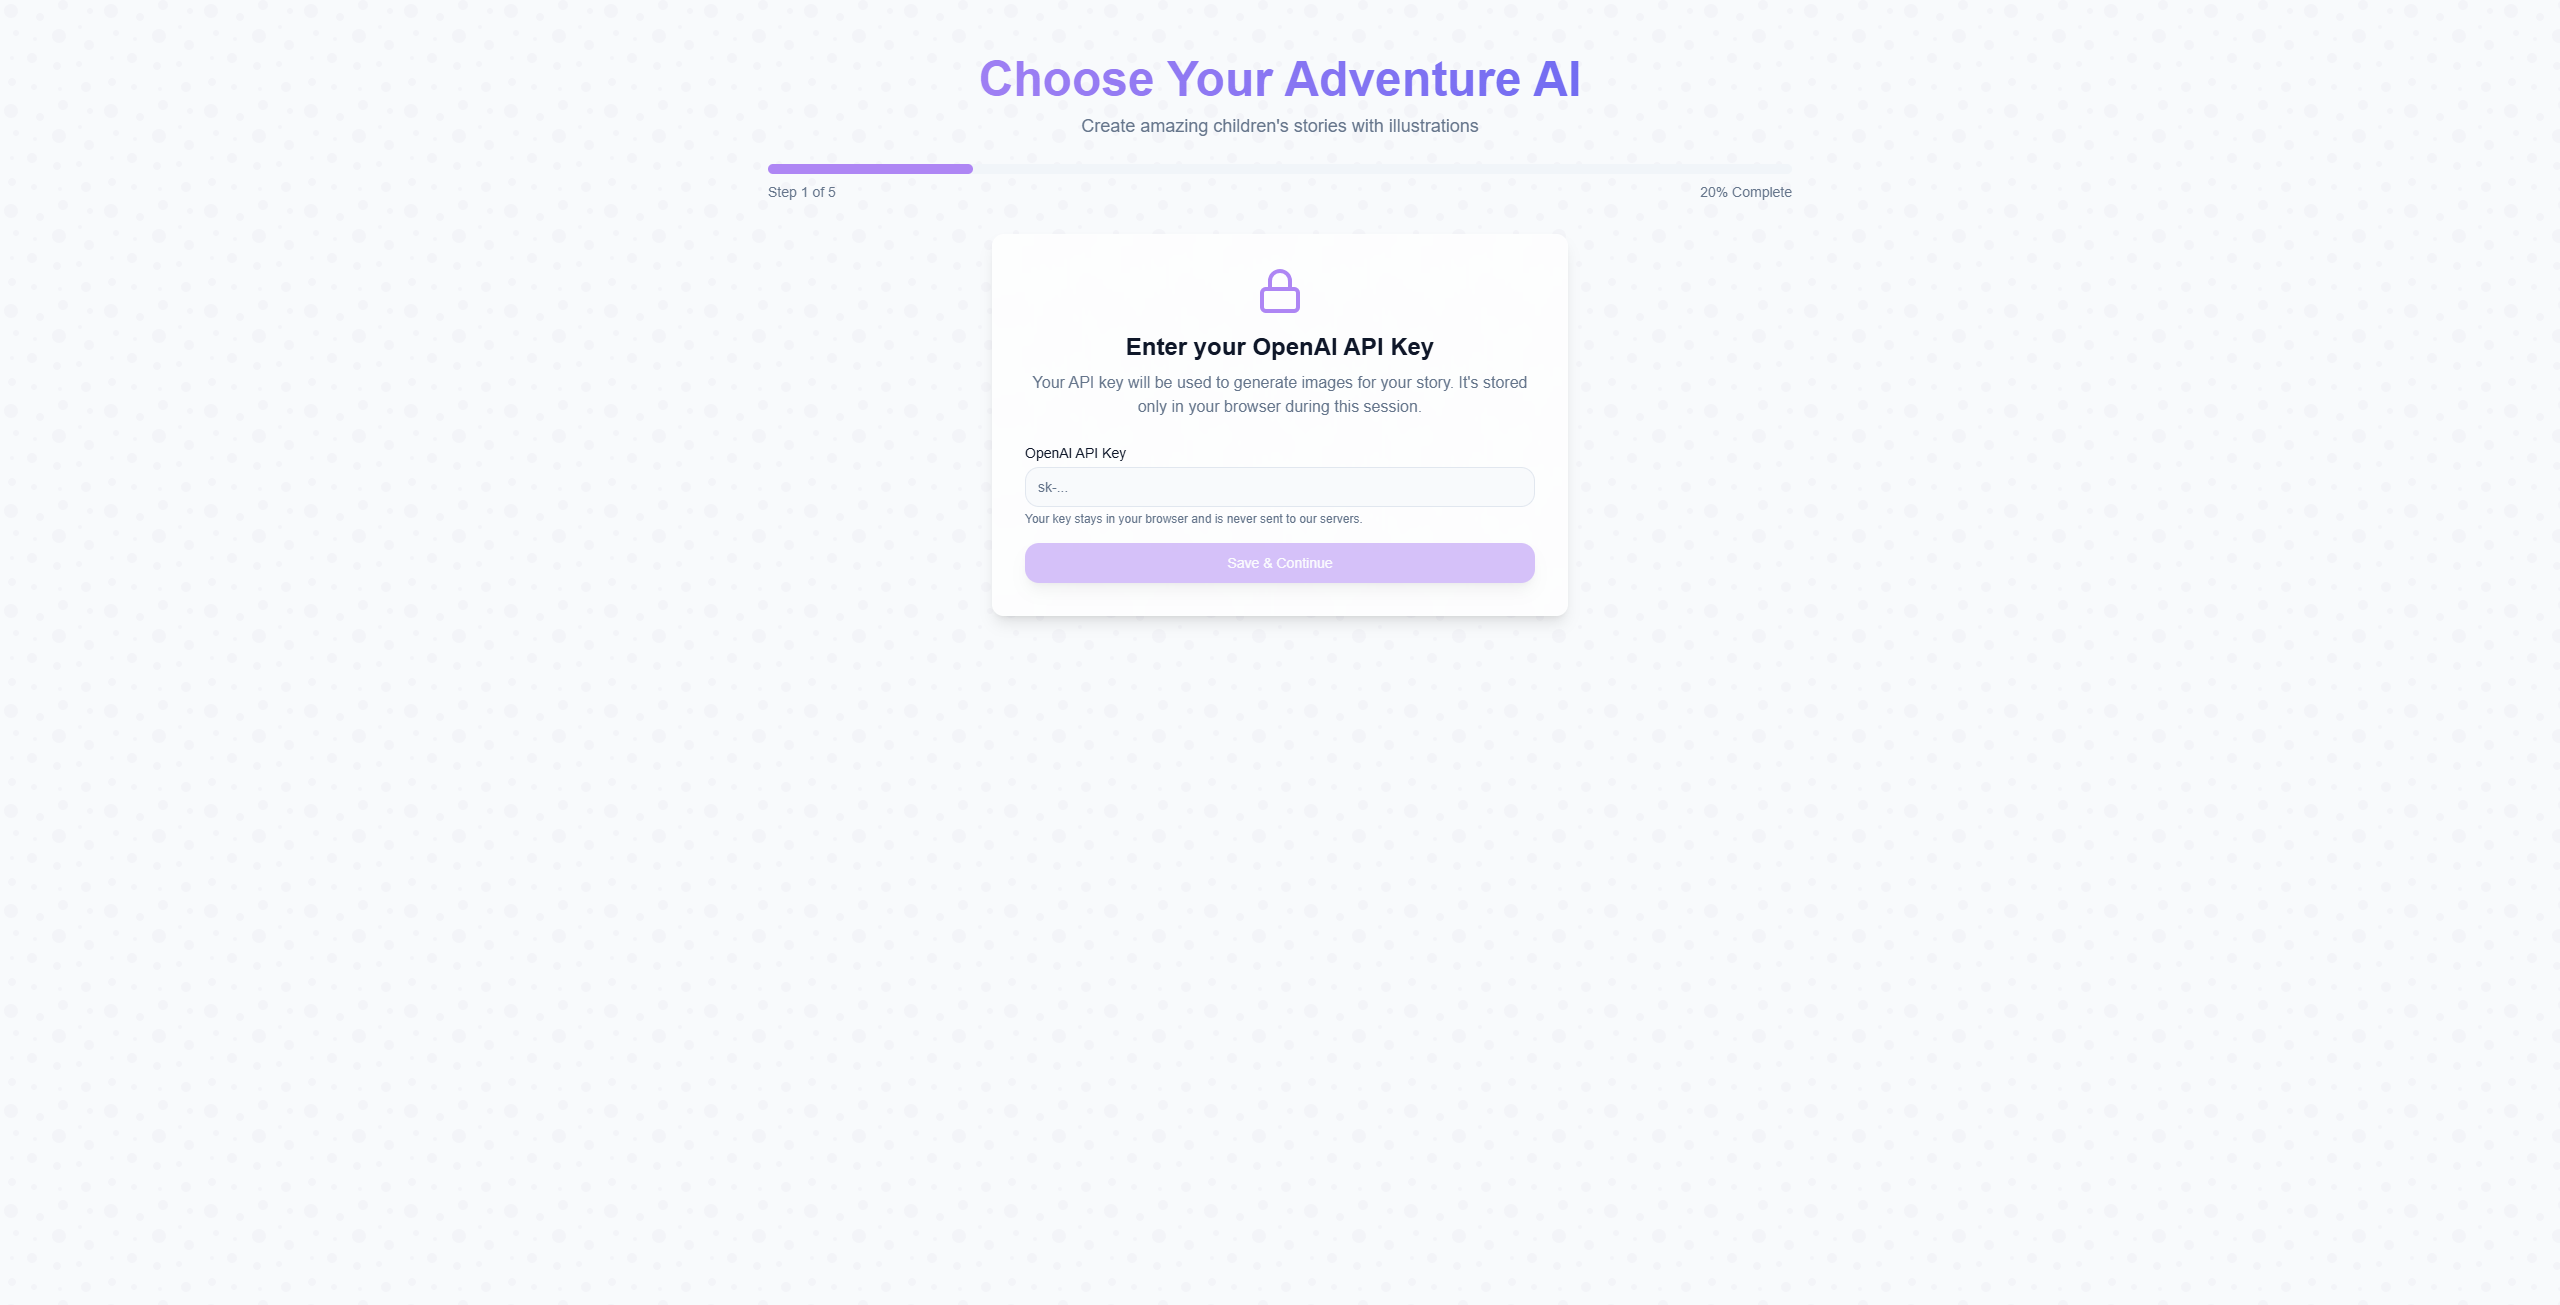 Choose Your Adventure AI
Create amazing children's stories with illustrations
Step 1 of 5
20% Complete
Enter your OpenAI API Key
Your API key will be used to generate images for your story. It's stored
only in your browser during this session.
OpenAI API Key
sk-...
Your key stays in your browser and is never sent to our servers.
Save & Continue